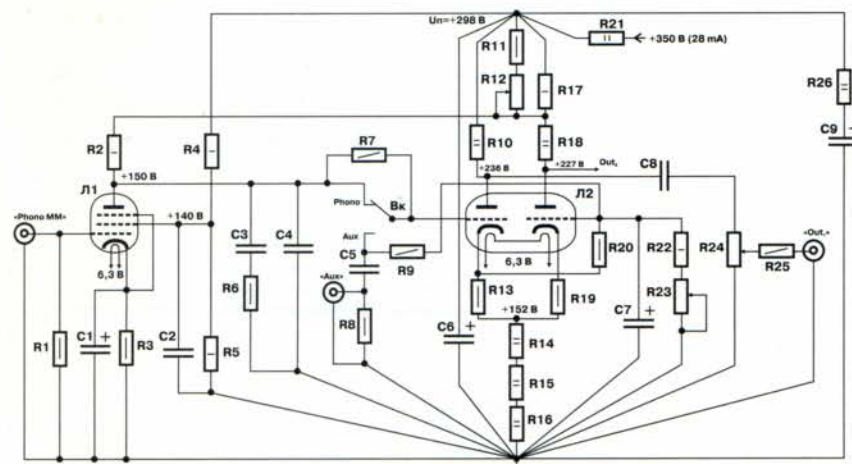 Uп=+298 В
R21
+350 В (28 mA)
R11
R12
R17
R26
R2
R4
R7
R10
R18
C9
+150 В
+236 В
+227 В
Out.
C8
Л1
Л2
Phono
Вк
«Phono MM»
+140 В
Aux
C3
C4
C5
R9
6,3 В
6,3 В
R20
R22
R24
«Out.»
R25
«Aux»
R6
R13
R19
R23
+152 В
C7
R1
C1
+
R3
C2
R5
R8
C6
+
R14
+
R15
R16
+